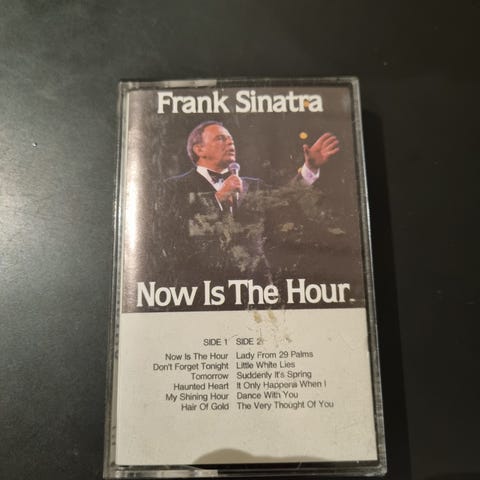 Frank Sinatra
Now Is The Hour
SIDE 1 SIDE 2
Now Is The Hour Lady From 29 Palms
Don't Forget Tonight Little White Lies
Tomorrow Suddenly It's Spring
Haunted Heart It Only Happens When I
My Shining Hour Dance With You
Hair Of Gold The Very Thought Of You